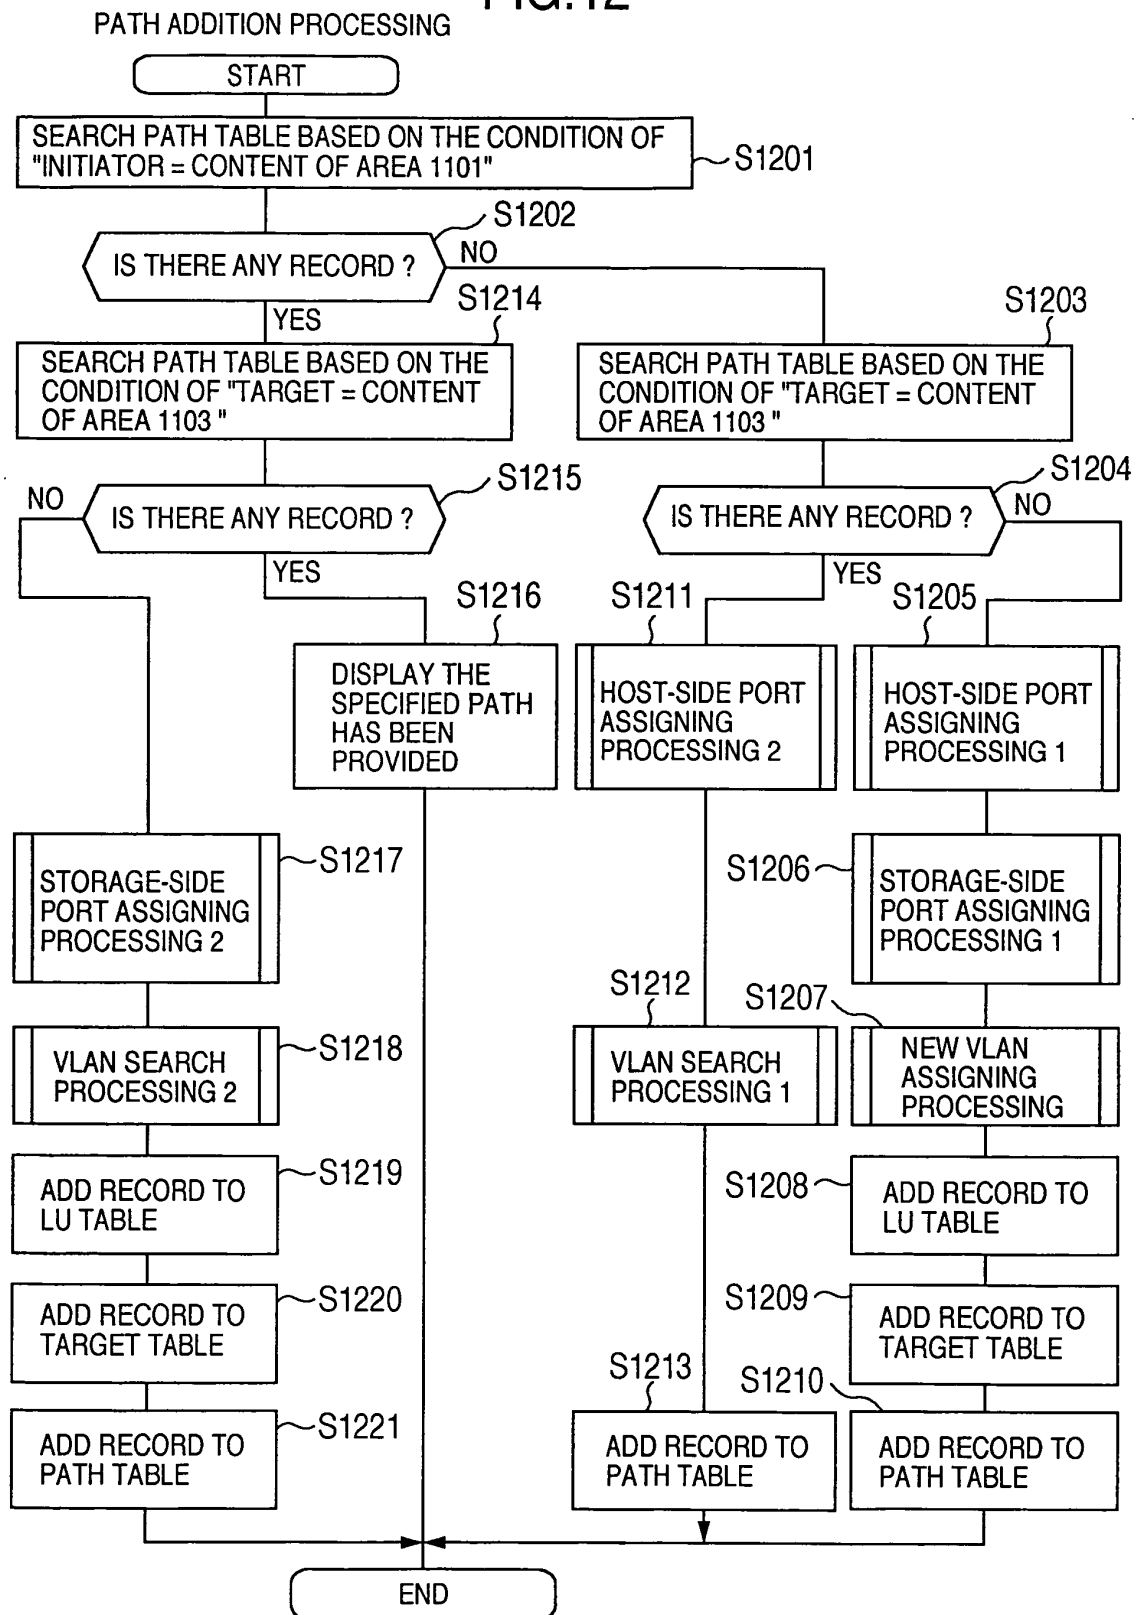 FIG.12
PATH ADDITION PROCESSING
START
SEARCH PATH TABLE BASED ON THE CONDITION OF
"INITIATOR = CONTENT OF AREA 1101"
S1201
S1202
IS THERE ANY RECORD ?
NO
YES
S1214
SEARCH PATH TABLE BASED ON THE
CONDITION OF "TARGET = CONTENT
OF AREA 1103 "
S1203
SEARCH PATH TABLE BASED ON THE
CONDITION OF "TARGET = CONTENT
OF AREA 1103 "
S1215
NO
IS THERE ANY RECORD ?
YES
S1204
IS THERE ANY RECORD ?
NO
YES
S1216
DISPLAY THE
SPECIFIED PATH
HAS BEEN
PROVIDED
S1211
HOST-SIDE PORT
ASSIGNING
PROCESSING 2
S1205
HOST-SIDE PORT
ASSIGNING
PROCESSING 1
STORAGE-SIDE
PORT ASSIGNING
PROCESSING 2
S1217
S1206
STORAGE-SIDE
PORT ASSIGNING
PROCESSING 1
VLAN SEARCH
PROCESSING 2
S1218
S1212
VLAN SEARCH
PROCESSING 1
S1207
NEW VLAN
ASSIGNING
PROCESSING
ADD RECORD TO
LU TABLE
S1219
S1208
ADD RECORD TO
LU TABLE
ADD RECORD TO
TARGET TABLE
S1220
S1209
ADD RECORD TO
TARGET TABLE
ADD RECORD TO
PATH TABLE
S1221
S1213
ADD RECORD TO
PATH TABLE
S1210
ADD RECORD TO
PATH TABLE
END